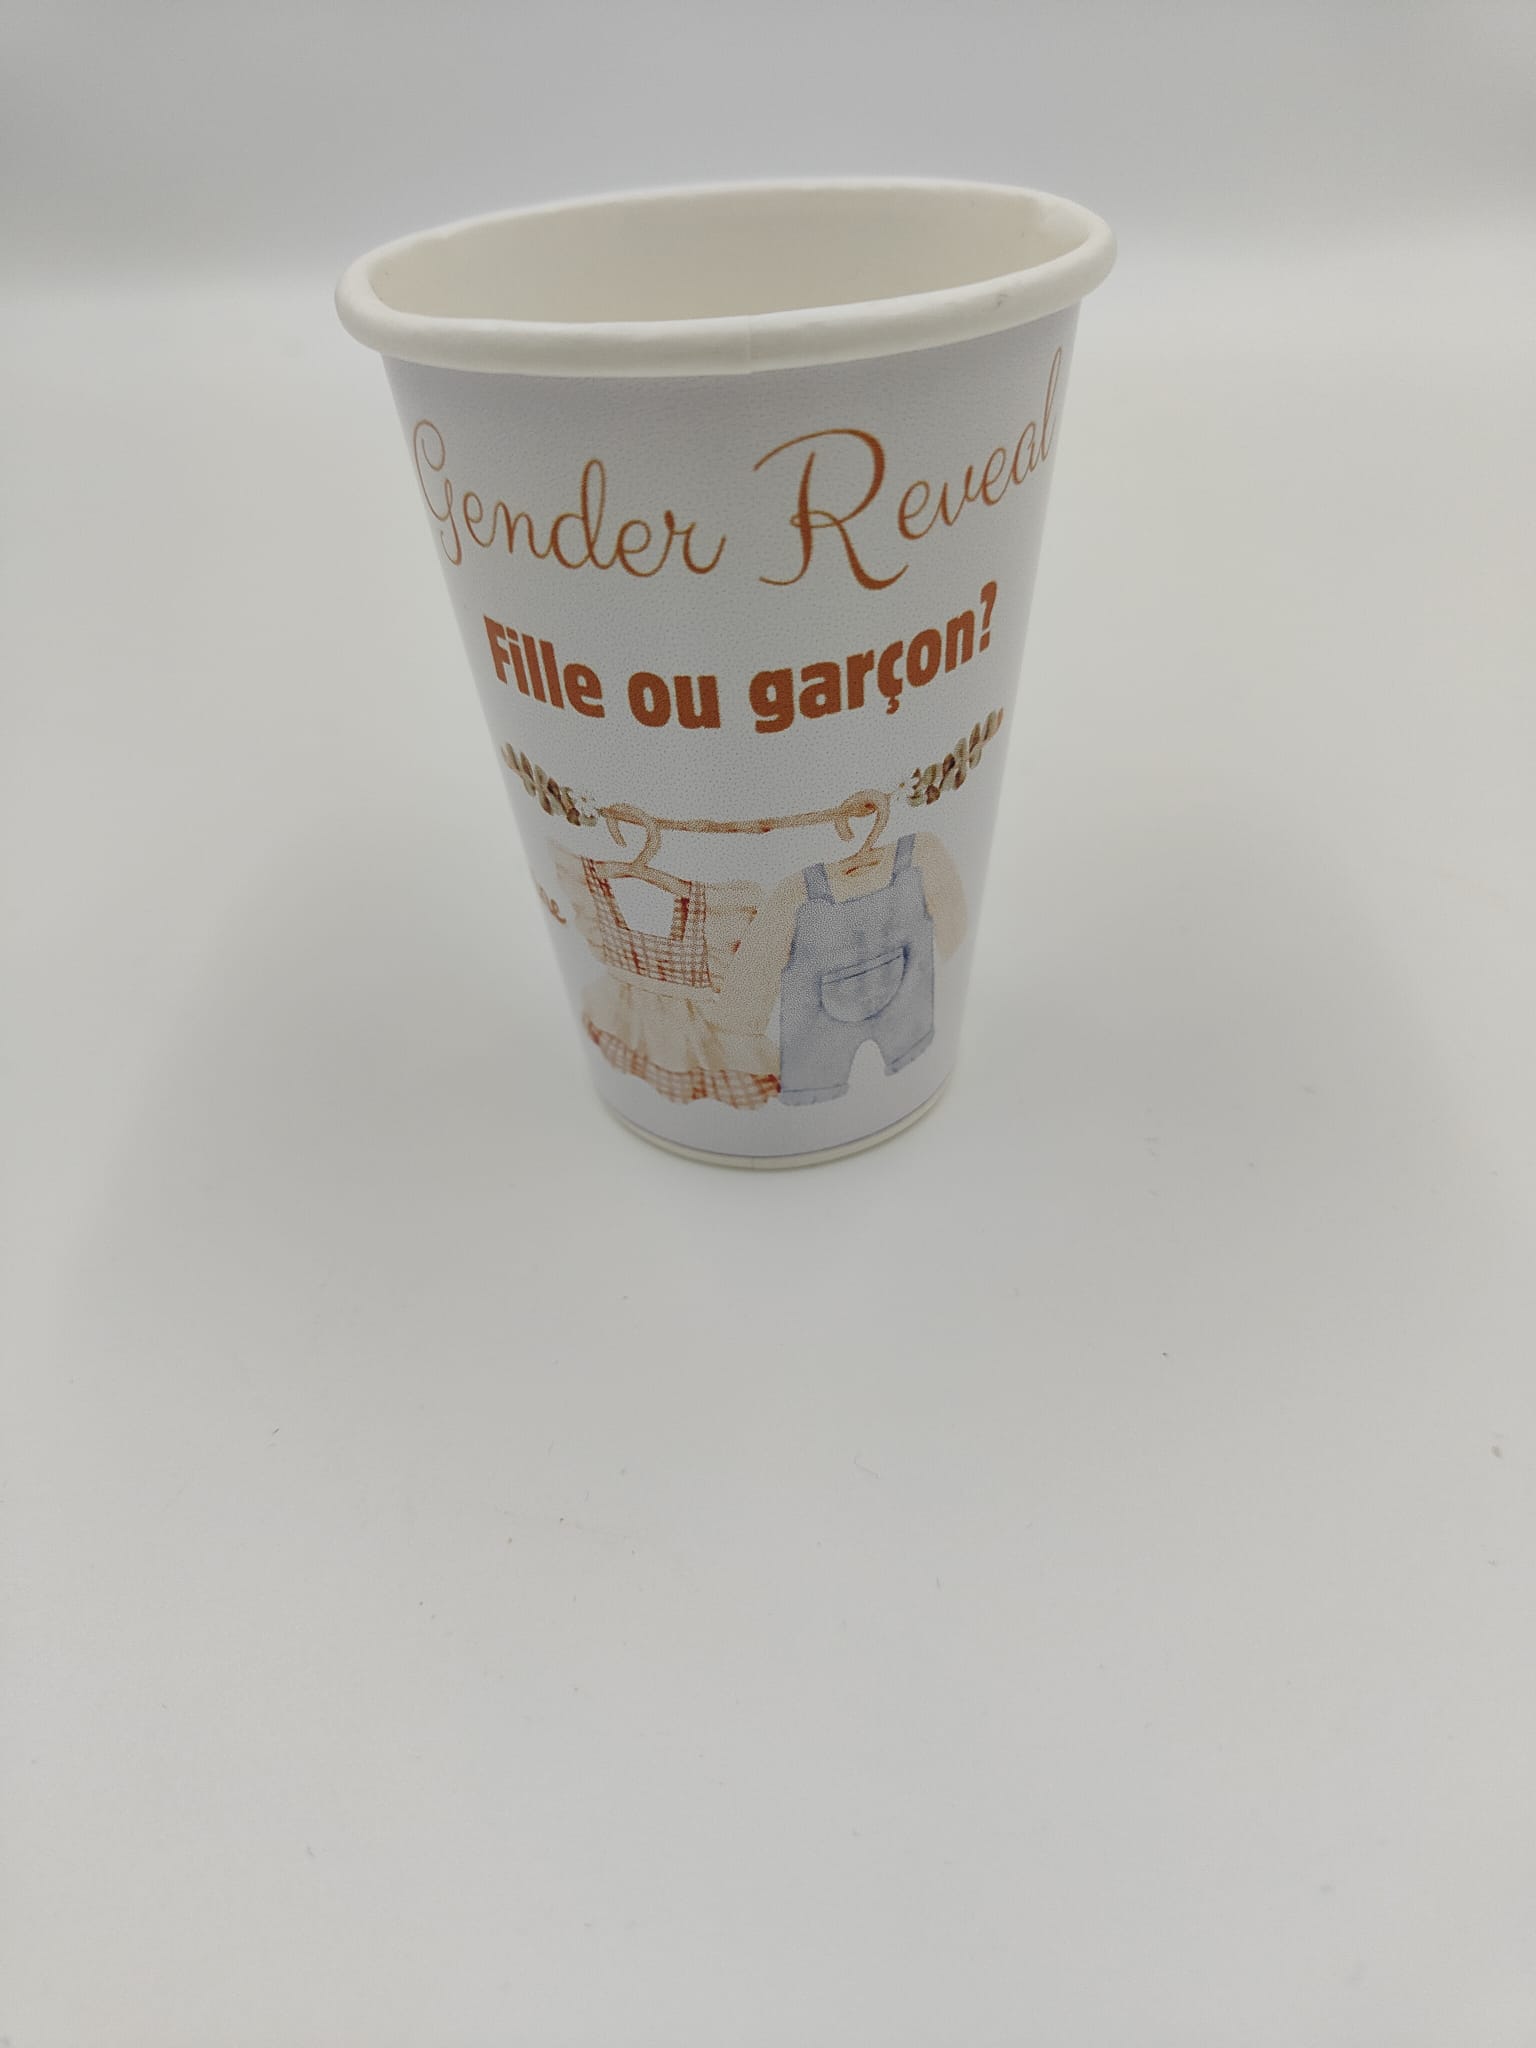 Gender Reveal
Fille ou garçon?